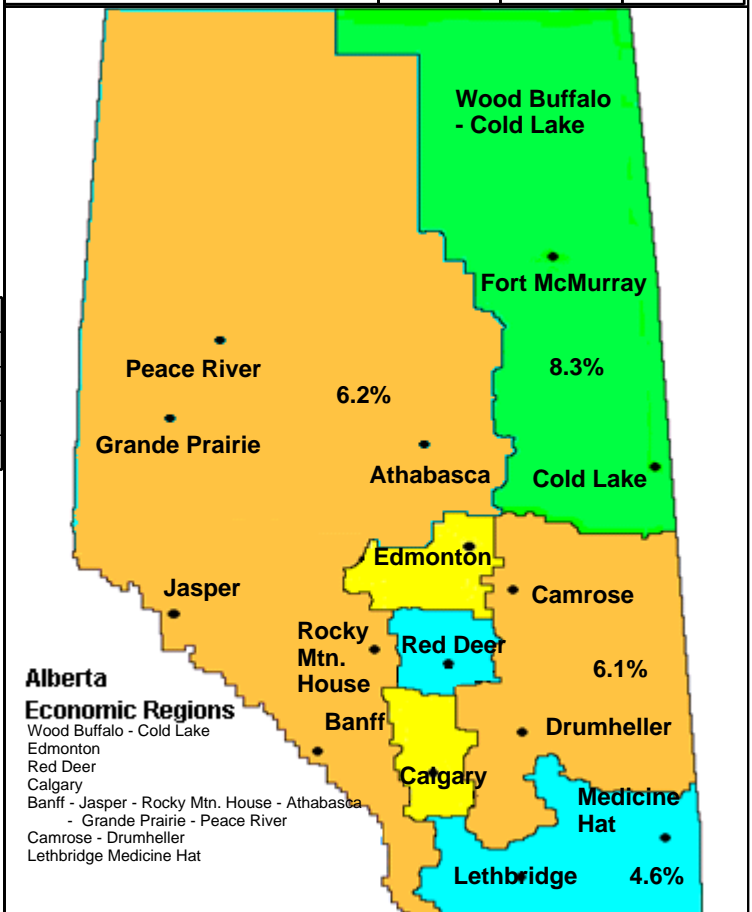 Wood Buffalo
- Cold Lake
Fort McMurray
Peace River
8.3%
6.2%
Grande Prairie
Athabasca
Cold Lake
Edmonton
Jasper
Camrose
Rocky
Mtn.
House
Red Deer
6.1%
Banff
Drumheller
Calgary
Medicine
Hat
Lethbridge
4.6%
Alberta
Economic Regions
Wood Buffalo - Cold Lake
Edmonton
Red Deer
Calgary
Banff - Jasper - Rocky Mtn. House - Athabasca
- Grande Prairie - Peace River
Camrose - Drumheller
Lethbridge Medicine Hat